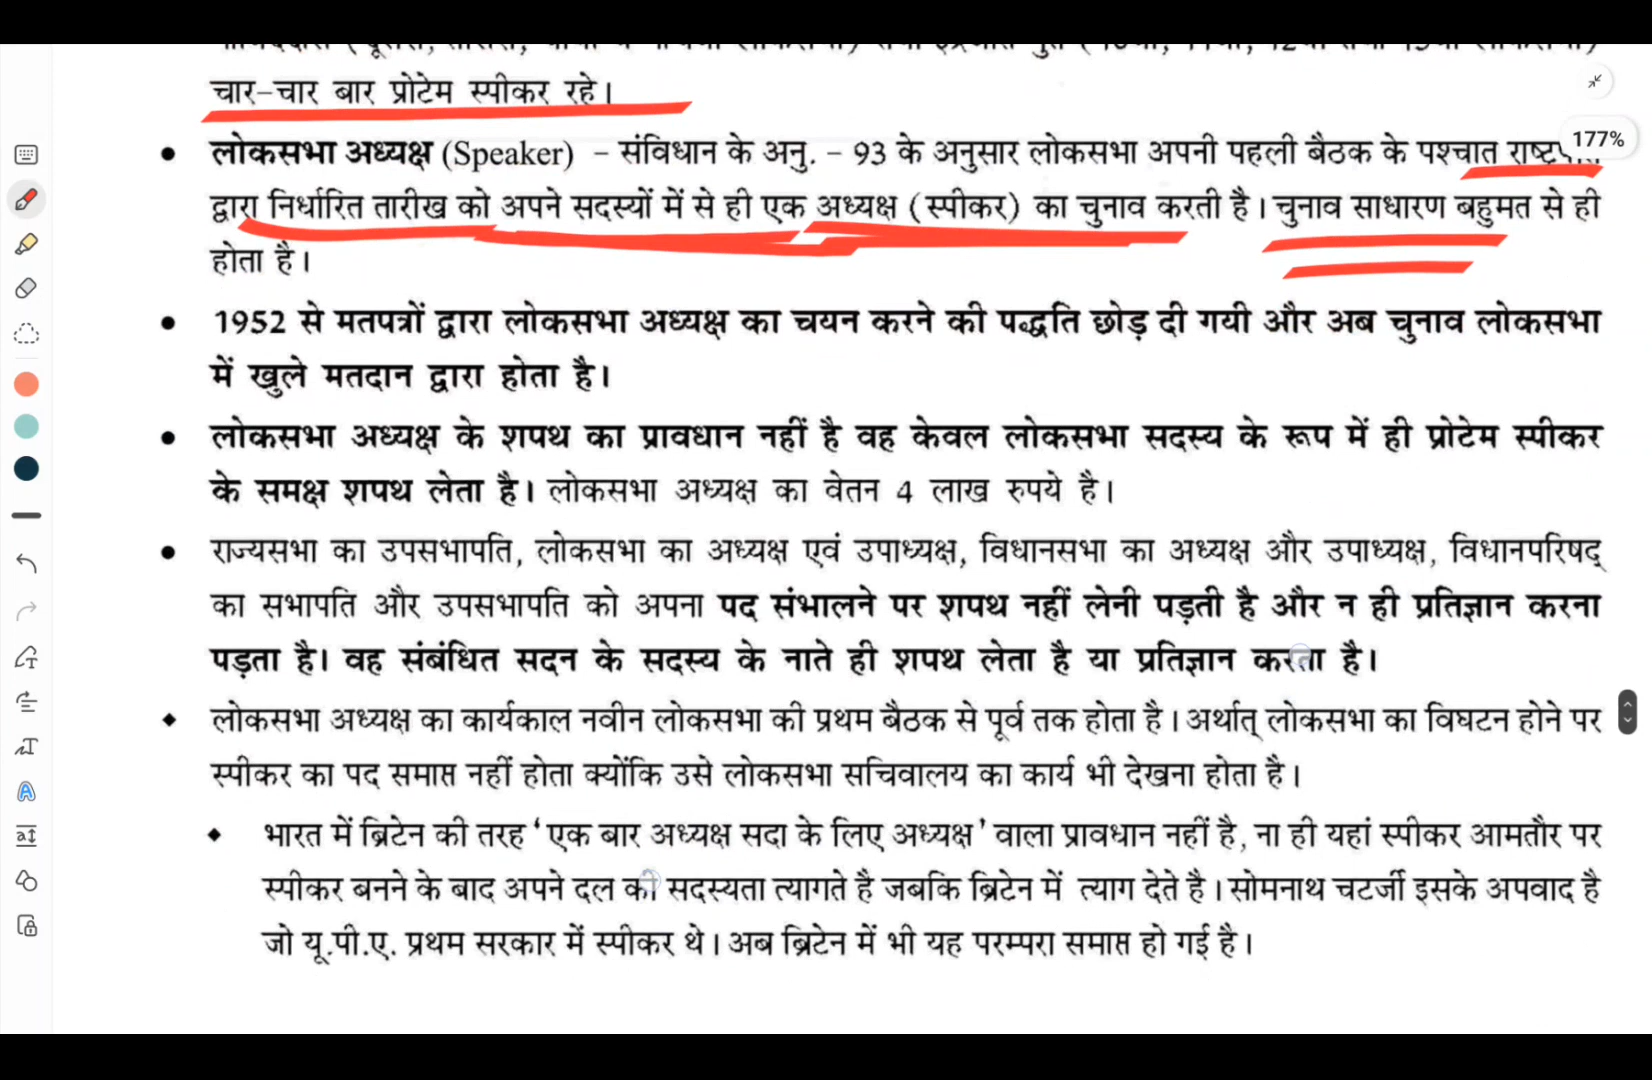 चार-चार बार प्रोटेम स्पीकर रहे।
177%
• लोकसभा अध्यक्ष (Speaker) – संविधान के अनु. – 93 के अनुसार लोकसभा अपनी पहली बैठक के पश्चात
द्वारा निर्धारित तारीख को अपने सदस्यों में से ही एक अध्यक्ष (स्पीकर) का चुनाव करती है। चुनाव साधारण बहुमत से ही
होता है।
• 1952 से मतपत्रों द्वारा लोकसभा अध्यक्ष का चयन करने की पद्धति छोड़ दी गयी और अब चुनाव लोकसभा
में खुले मतदान द्वारा होता है।
• लोकसभा अध्यक्ष के शपथ का प्रावधान नहीं है वह केवल लोकसभा सदस्य के रूप में ही प्रोटेम स्पीकर
के समक्ष शपथ लेता है। लोकसभा अध्यक्ष का वेतन 4 लाख रुपये है।
• राज्यसभा का उपसभापति, लोकसभा का अध्यक्ष एवं उपाध्यक्ष, विधानसभा का अध्यक्ष और उपाध्यक्ष, विधानपरिषद्
का सभापति और उपसभापति को अपना पद संभालने पर शपथ नहीं लेनी पड़ती है और न ही प्रतिज्ञान करना
पड़ता है। वह संबंधित सदन के सदस्य के नाते ही शपथ लेता है या प्रतिज्ञान करता है।
◆ लोकसभा अध्यक्ष का कार्यकाल नवीन लोकसभा की प्रथम बैठक से पूर्व तक होता है। अर्थात् लोकसभा का विघटन होने पर
स्पीकर का पद समाप्त नहीं होता क्योंकि उसे लोकसभा सचिवालय का कार्य भी देखना होता है।
◆ भारत में ब्रिटेन की तरह 'एक बार अध्यक्ष सदा के लिए अध्यक्ष' वाला प्रावधान नहीं है, ना ही यहां स्पीकर आमतौर पर
स्पीकर बनने के बाद अपने दल की सदस्यता त्यागते है जबकि ब्रिटेन में त्याग देते है। सोमनाथ चटर्जी इसके अपवाद है
जो यू.पी.ए. प्रथम सरकार में स्पीकर थे। अब ब्रिटेन में भी यह परम्परा समाप्त हो गई है।